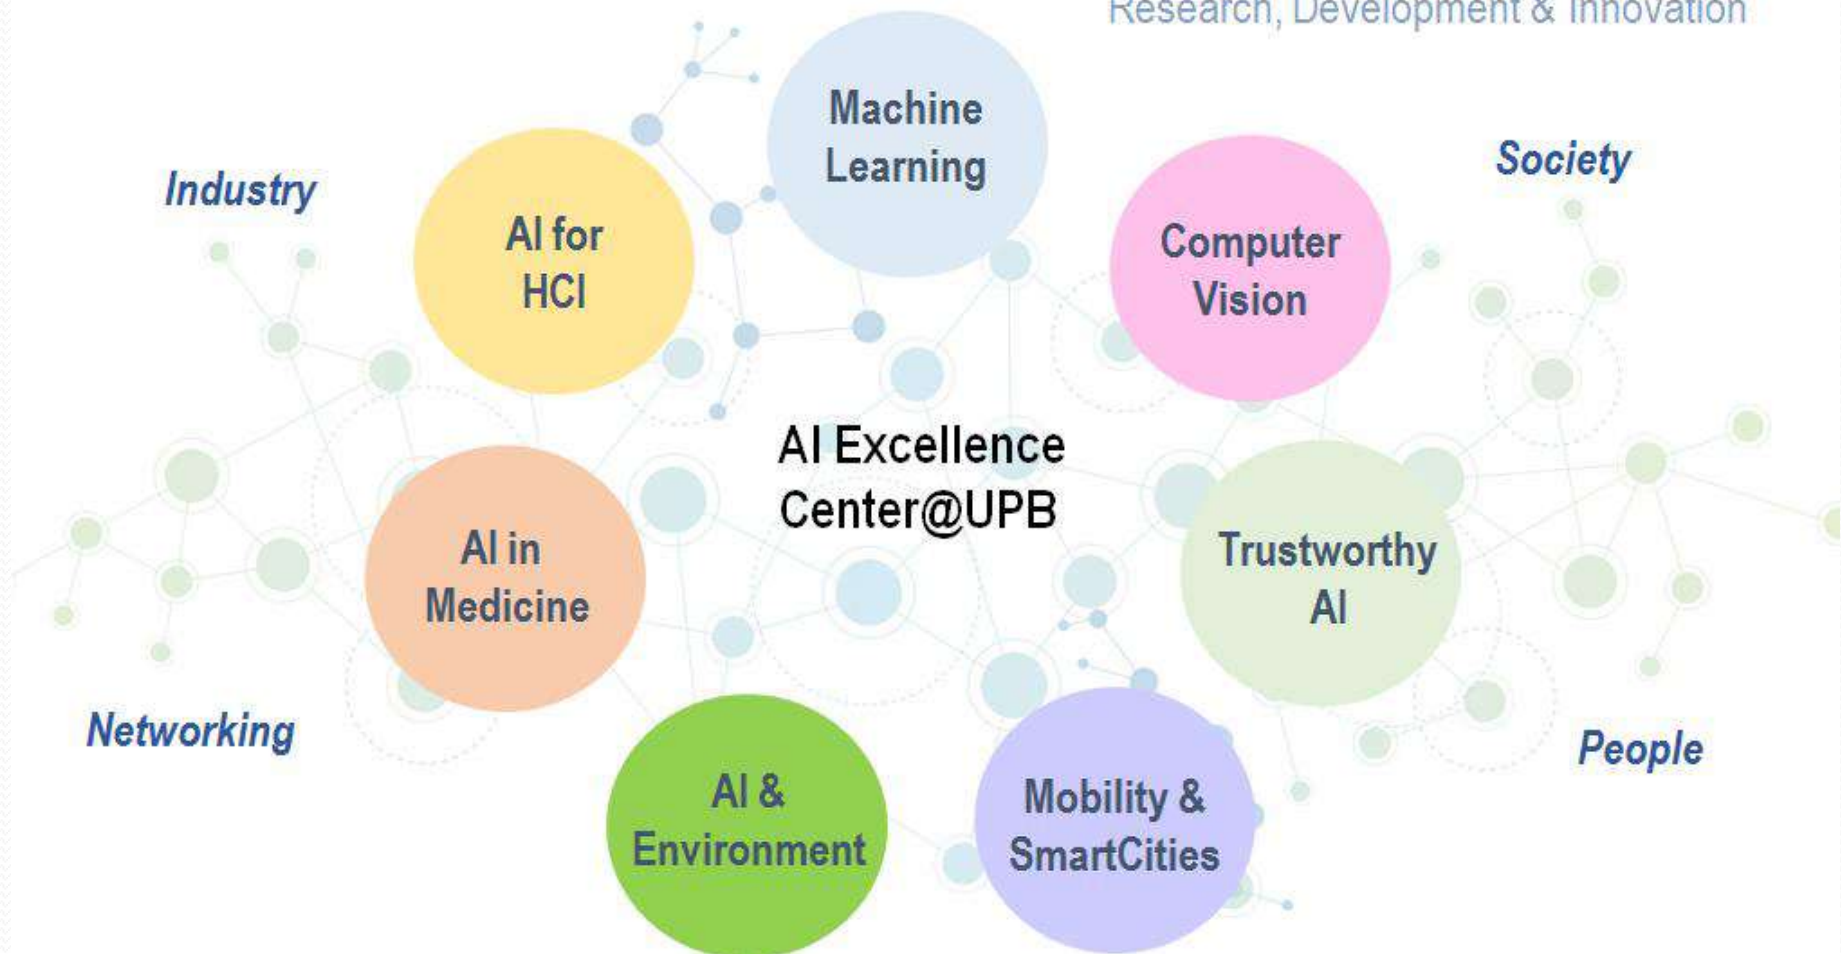 Research, Development & Innovation
Machine
Learning
Society
Industry
AI for
HCI
Computer
Vision
AI Excellence
Center@UPB
AI in
Medicine
Trustworthy
AI
Networking
People
AI &
Environment
Mobility &
SmartCities